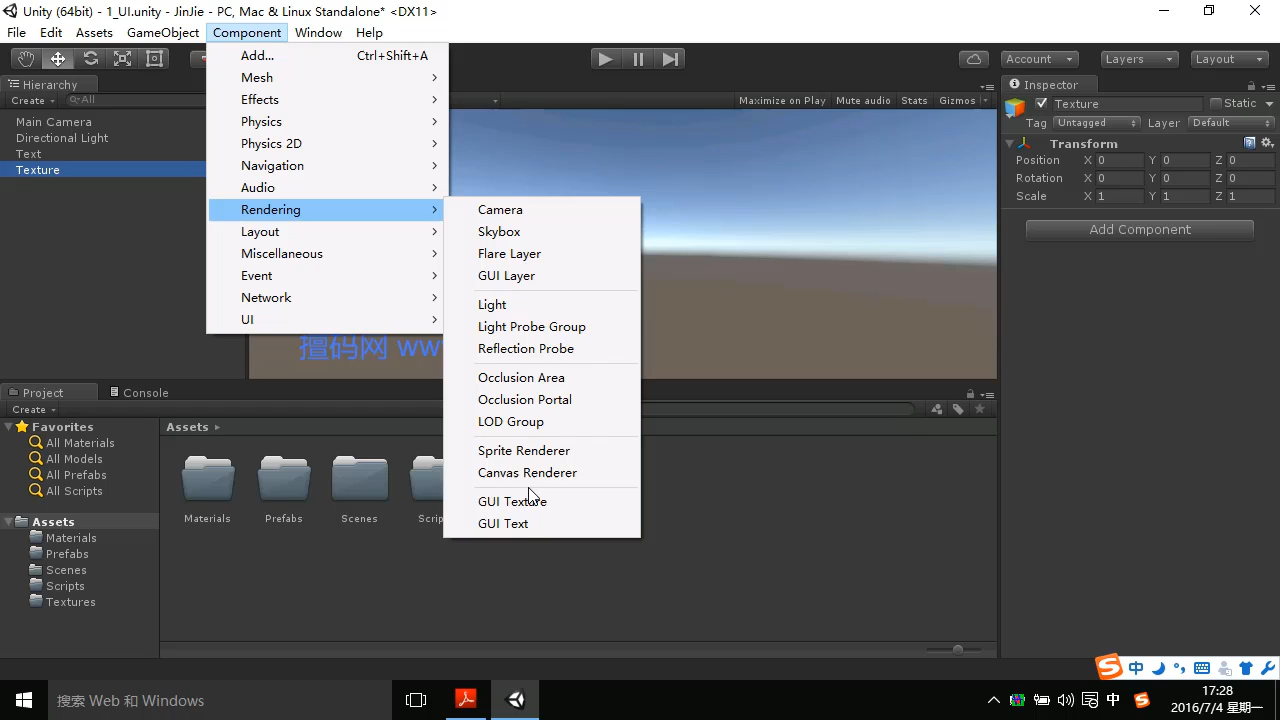 Unity (64bit) - 1_UI.unity - JinJie - PC, Mac & Linux Standalone* <DX11>
File Edit Assets GameObject Component Window Help
Account Layers Layout
Hierarchy
Create All
Main Camera
Directional Light
Text
Texture
Add... Ctrl+Shift+A
Mesh
Effects
Physics
Physics 2D
Navigation
Audio
Rendering
Layout
Miscellaneous
Event
Network
UI
Camera
Skybox
Flare Layer
GUI Layer
Light
Light Probe Group
Reflection Probe
Occlusion Area
Occlusion Portal
LOD Group
Sprite Renderer
Canvas Renderer
GUI Texture
GUI Text
Maximize on Play Mute audio Stats Gizmos
擅码网 ww
Inspector
Texture Static
Tag Untagged Layer Default
Transform
Position X 0 Y 0 Z 0
Rotation X 0 Y 0 Z 0
Scale X 1 Y 1 Z 1
Add Component
Project Console
Create
Favorites
All Materials
All Models
All Prefabs
All Scripts
Assets
Materials
Prefabs
Scenes
Scripts
Textures
Assets
Materials Prefabs Scenes Scrip
中
搜索 Web 和 Windows
中
17:28
2016/7/4 星期一